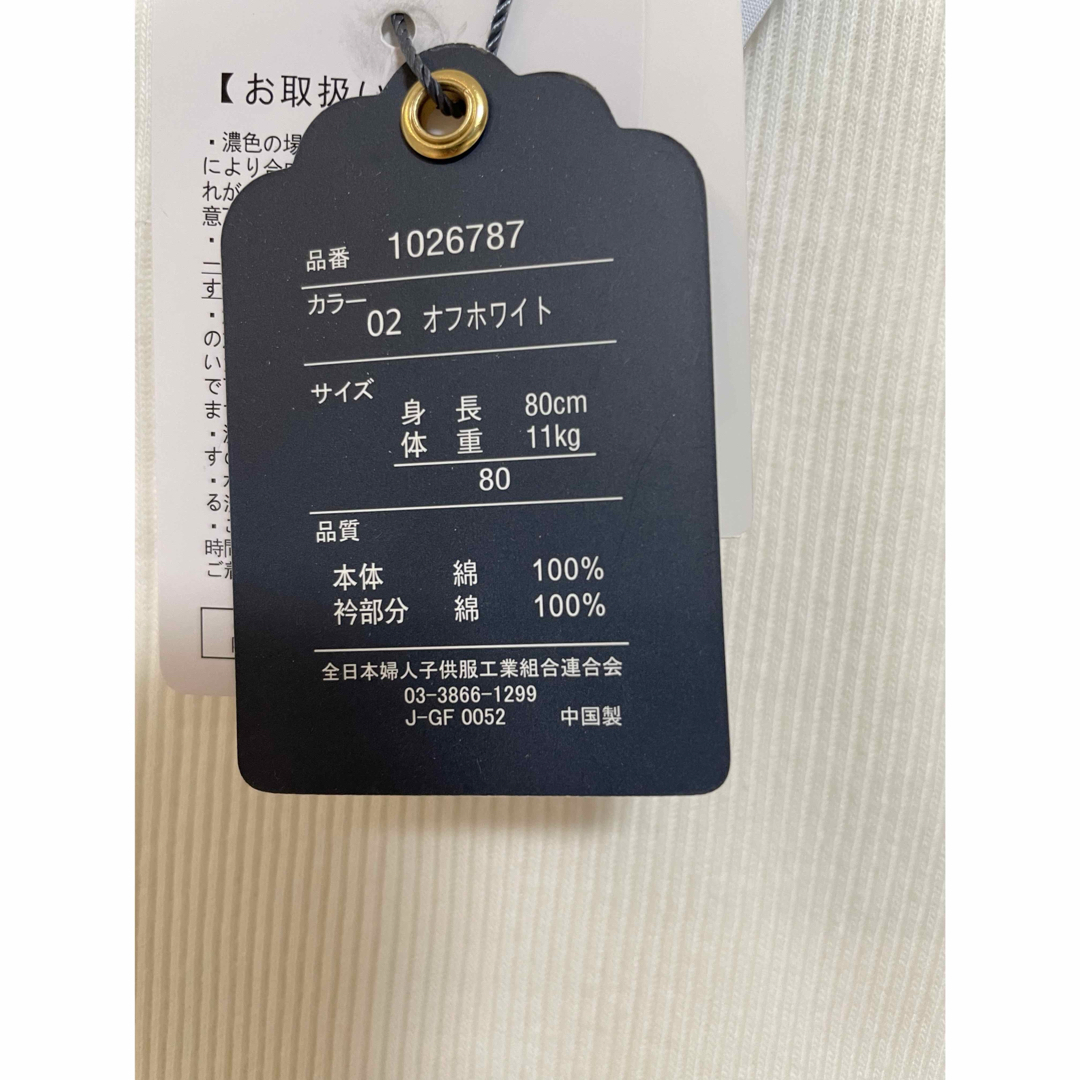 【お取扱い
・濃色の場
により合
れが
意
・
す
・
の
い
で
ま
・
す
・
る
・
時間
ご意
品番 1026787
カラー 02 オフホワイト
サイズ
身 長 80cm
体 重 11kg
80
品質
本体 綿 100%
衿部分 綿 100%
全日本婦人子供服工業組合連合会
03-3866-1299
J-GF 0052 中国製